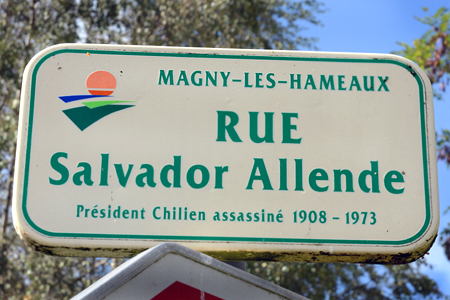 MAGNY-LES-HAMEAUX
RUE
Salvador Allende
Président Chilien assassiné 1908 - 1973